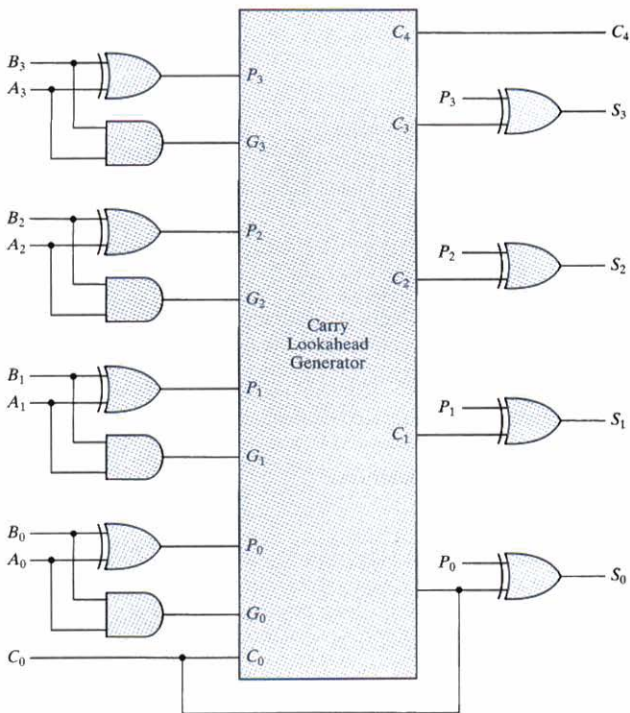 C₄ C₄
B₃
A₃ P₃ P₃
C₃ S₃
G₃
B₂
A₂ P₂ P₂
C₂ S₂
G₂
Carry
Lookahead
Generator
B₁
A₁ P₁ P₁
C₁ S₁
G₁
B₀
A₀ P₀ P₀
S₀
G₀
C₀ C₀